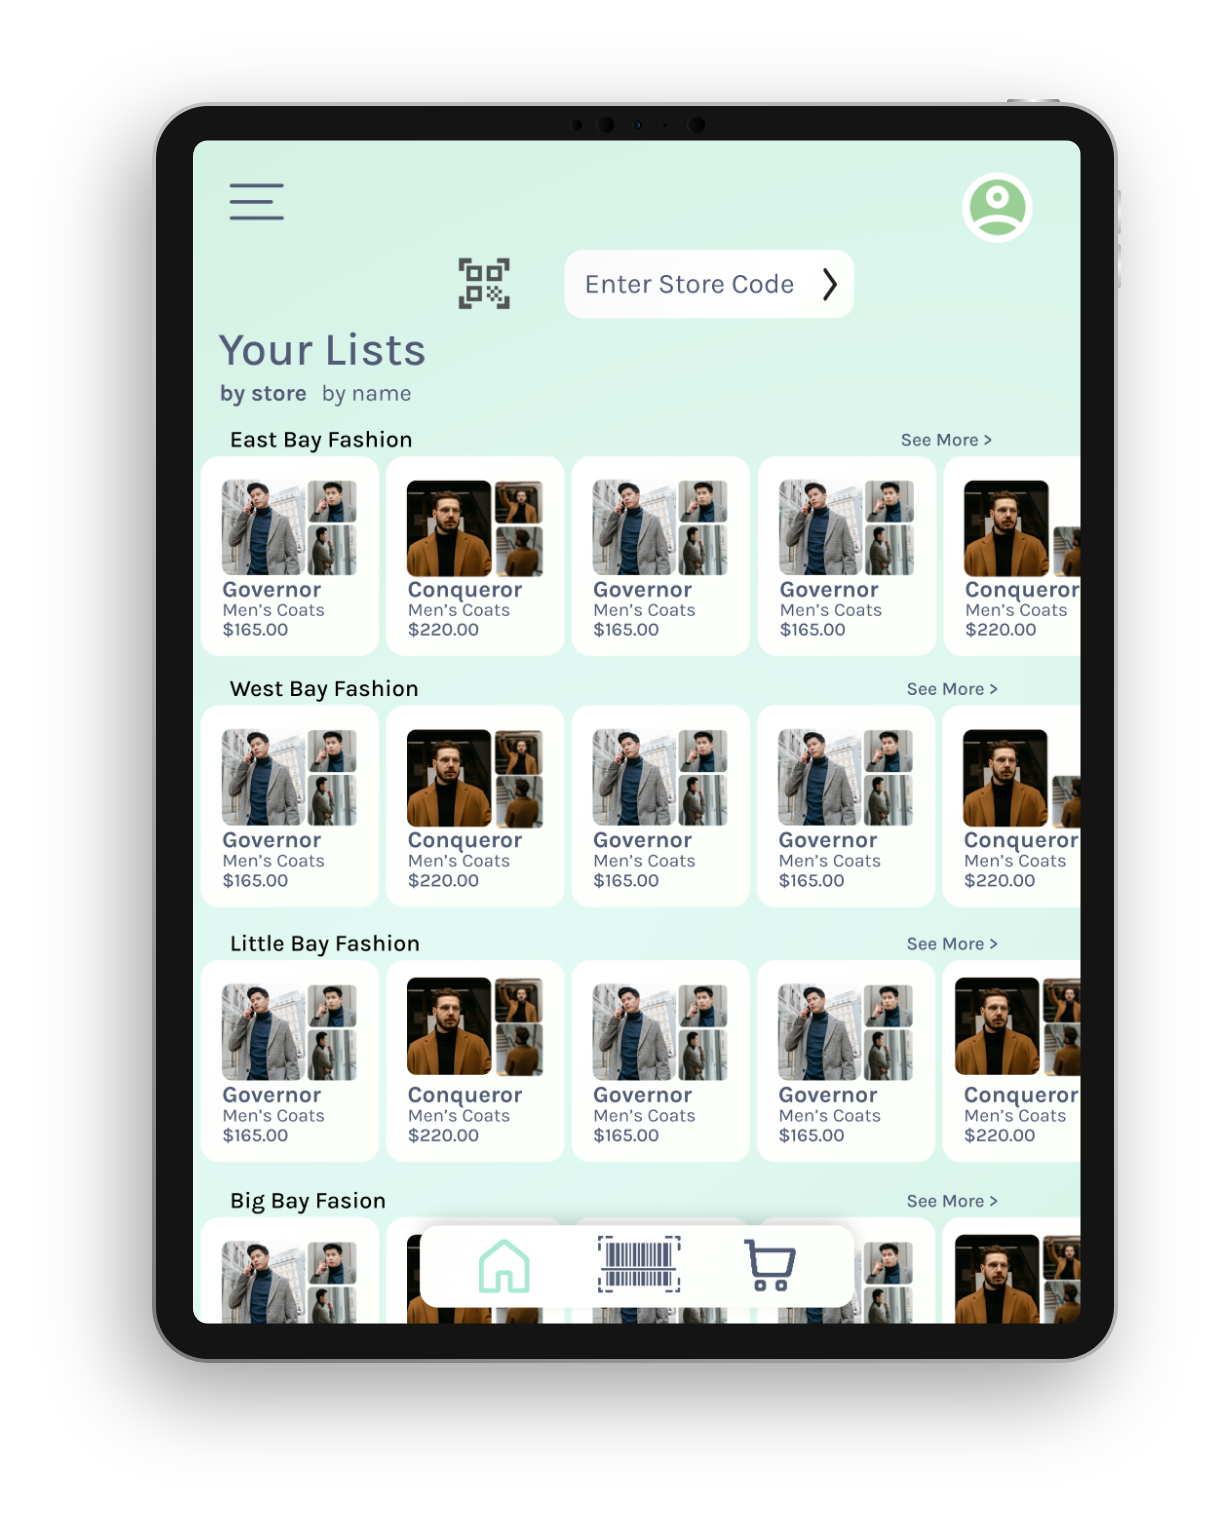 Enter Store Code
Your Lists
by store by name
East Bay Fashion See More >
Governor Conqueror Governor Governor Conqueror
Men's Coats Men's Coats Men's Coats Men's Coats Men's Coats
$165.00 $220.00 $165.00 $165.00 $220.00
West Bay Fashion See More >
Governor Conqueror Governor Governor Conqueror
Men's Coats Men's Coats Men's Coats Men's Coats Men's Coats
$165.00 $220.00 $165.00 $165.00 $220.00
Little Bay Fashion See More >
Governor Conqueror Governor Governor Conqueror
Men's Coats Men's Coats Men's Coats Men's Coats Men's Coats
$165.00 $220.00 $165.00 $165.00 $220.00
Big Bay Fasion See More >